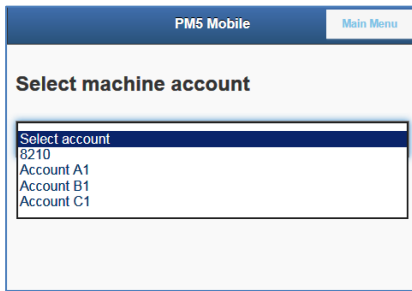 PM5 Mobile
Main Menu
Select machine account
Select account
8210
Account A1
Account B1
Account C1